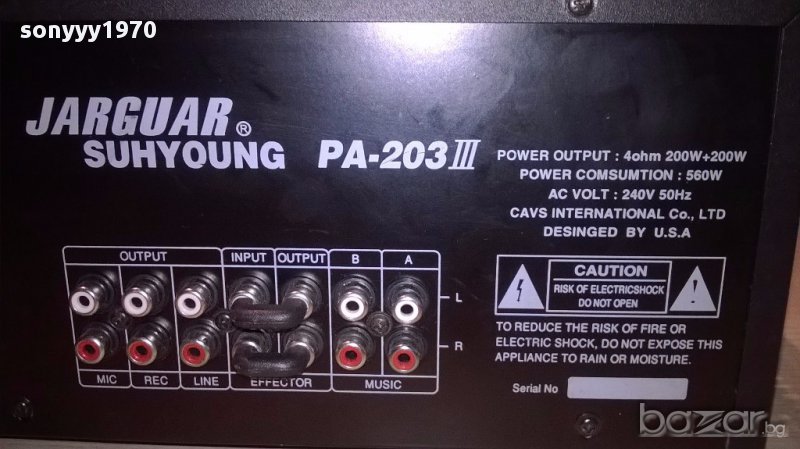 sonyyy1970
JARGUAR®
SUHYOUNG PA-203 III
POWER OUTPUT : 4ohm 200W+200W
POWER COMSUMTION : 560W
AC VOLT : 240V 50Hz
CAVS INTERNATIONAL Co., LTD
DESINGED BY U.S.A
OUTPUT INPUT OUTPUT B A
L
R
MIC REC LINE EFFECTOR MUSIC
CAUTION
RISK OF ELECTRICSHOCK
DO NOT OPEN
TO REDUCE THE RISK OF FIRE OR
ELECTRIC SHOCK, DO NOT EXPOSE THIS
APPLIANCE TO RAIN OR MOISTURE.
Serial No
bazar.bg